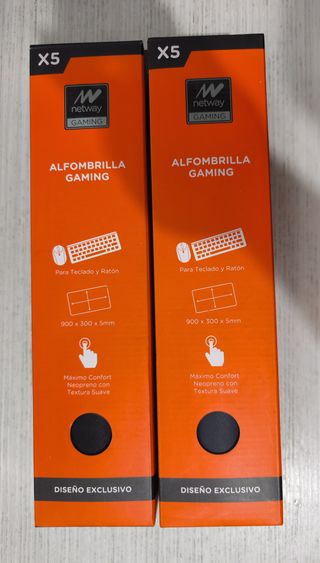 X5
netway
GAMING
ALFOMBRILLA
GAMING
Para Teclado y Ratón
900 x 300 x 5mm
Máximo Confort
Neopreno con
Textura Suave
DISEÑO EXCLUSIVO
X5
netway
GAMING
ALFOMBRILLA
GAMING
Para Teclado y Ratón
900 x 300 x 5mm
Máximo Confort
Neopreno con
Textura Suave
DISEÑO EXCLUSIVO